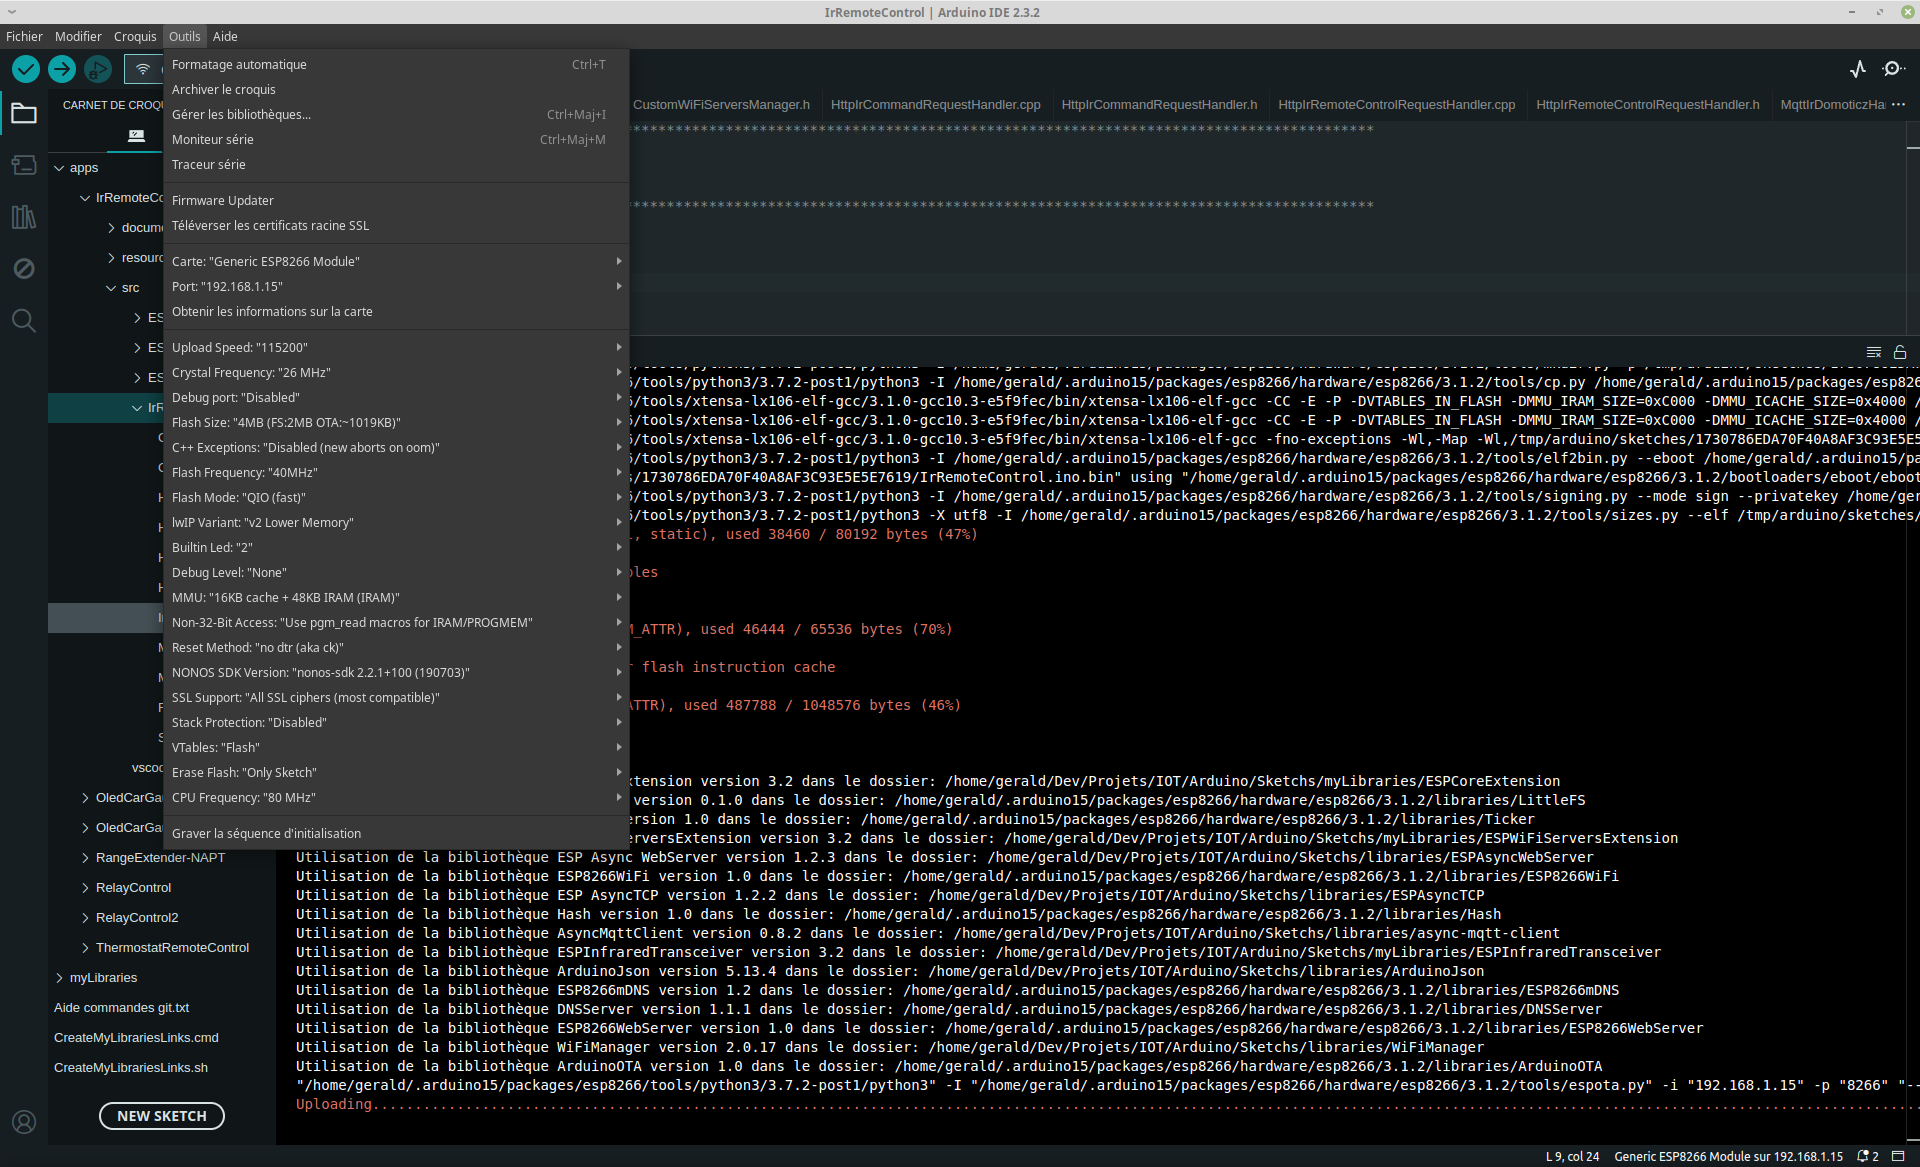 IrRemoteControl | Arduino IDE 2.3.2
Fichier Modifier Croquis Outils Aide
Formatage automatique Ctrl+T
Archiver le croquis
Gérer les bibliothèques... Ctrl+Maj+I
Moniteur série Ctrl+Maj+M
Traceur série
Firmware Updater
Téléverser les certificats racine SSL
Carte: "Generic ESP8266 Module"
Port: "192.168.1.15"
Obtenir les informations sur la carte
Upload Speed: "115200"
Crystal Frequency: "26 MHz"
Debug port: "Disabled"
Flash Size: "4MB (FS:2MB OTA:~1019KB)"
C++ Exceptions: "Disabled (new aborts on oom)"
Flash Frequency: "40MHz"
Flash Mode: "QIO (fast)"
lwIP Variant: "v2 Lower Memory"
Builtin Led: "2"
Debug Level: "None"
MMU: "16KB cache + 48KB IRAM (IRAM)"
Non-32-Bit Access: "Use pgm_read macros for IRAM/PROGMEM"
Reset Method: "no dtr (aka ck)"
NONOS SDK Version: "nonos-sdk 2.2.1+100 (190703)"
SSL Support: "All SSL ciphers (most compatible)"
Stack Protection: "Disabled"
VTables: "Flash"
Erase Flash: "Only Sketch"
CPU Frequency: "80 MHz"
Graver la séquence d'initialisation
CARNET DE CROQU
apps
IrRemoteCo
docume
resourc
src
ES
ES
ES
IrR
vscod
OledCarGa
OledCarGa
RangeExtender-NAPT
RelayControl
RelayControl2
ThermostatRemoteControl
myLibraries
Aide commandes git.txt
CreateMyLibrariesLinks.cmd
CreateMyLibrariesLinks.sh
NEW SKETCH
CustomWiFiServersManager.h HttpIrCommandRequestHandler.cpp HttpIrCommandRequestHandler.h HttpIrRemoteControlRequestHandler.cpp HttpIrRemoteControlRequestHandler.h MqttIrDomoticzHa
/tools/python3/3.7.2-post1/python3 -I /home/gerald/.arduino15/packages/esp8266/hardware/esp8266/3.1.2/tools/cp.py /home/gerald/.arduino15/packages/esp826
/tools/xtensa-lx106-elf-gcc/3.1.0-gcc10.3-e5f9fec/bin/xtensa-lx106-elf-gcc -CC -E -P -DVTABLES_IN_FLASH -DMMU_IRAM_SIZE=0xC000 -DMMU_ICACHE_SIZE=0x4000 /
/tools/xtensa-lx106-elf-gcc/3.1.0-gcc10.3-e5f9fec/bin/xtensa-lx106-elf-gcc -CC -E -P -DVTABLES_IN_FLASH -DMMU_IRAM_SIZE=0xC000 -DMMU_ICACHE_SIZE=0x4000 /
/tools/xtensa-lx106-elf-gcc/3.1.0-gcc10.3-e5f9fec/bin/xtensa-lx106-elf-gcc -fno-exceptions -Wl,-Map -Wl,/tmp/arduino/sketches/1730786EDA70F40A8AF3C93E5E5
/tools/python3/3.7.2-post1/python3 -I /home/gerald/.arduino15/packages/esp8266/hardware/esp8266/3.1.2/tools/elf2bin.py --eboot /home/gerald/.arduino15/pa
/1730786EDA70F40A8AF3C93E5E5E7619/IrRemoteControl.ino.bin" using "/home/gerald/.arduino15/packages/esp8266/hardware/esp8266/3.1.2/bootloaders/eboot/eboot
/tools/python3/3.7.2-post1/python3 -I /home/gerald/.arduino15/packages/esp8266/hardware/esp8266/3.1.2/tools/signing.py --mode sign --privatekey /home/ger
/tools/python3/3.7.2-post1/python3 -X utf8 -I /home/gerald/.arduino15/packages/esp8266/hardware/esp8266/3.1.2/tools/sizes.py --elf /tmp/arduino/sketches/
, static), used 38460 / 80192 bytes (47%)
bles
M_ATTR), used 46444 / 65536 bytes (70%)
r flash instruction cache
ATTR), used 487788 / 1048576 bytes (46%)
xtension version 3.2 dans le dossier: /home/gerald/Dev/Projets/IOT/Arduino/Sketchs/myLibraries/ESPCoreExtension
version 0.1.0 dans le dossier: /home/gerald/.arduino15/packages/esp8266/hardware/esp8266/3.1.2/libraries/LittleFS
ersion 1.0 dans le dossier: /home/gerald/.arduino15/packages/esp8266/hardware/esp8266/3.1.2/libraries/Ticker
erversExtension version 3.2 dans le dossier: /home/gerald/Dev/Projets/IOT/Arduino/Sketchs/myLibraries/ESPWiFiServersExtension
Utilisation de la bibliothèque ESP Async WebServer version 1.2.3 dans le dossier: /home/gerald/Dev/Projets/IOT/Arduino/Sketchs/libraries/ESPAsyncWebServer
Utilisation de la bibliothèque ESP8266WiFi version 1.0 dans le dossier: /home/gerald/.arduino15/packages/esp8266/hardware/esp8266/3.1.2/libraries/ESP8266WiFi
Utilisation de la bibliothèque ESP AsyncTCP version 1.2.2 dans le dossier: /home/gerald/Dev/Projets/IOT/Arduino/Sketchs/libraries/ESPAsyncTCP
Utilisation de la bibliothèque Hash version 1.0 dans le dossier: /home/gerald/.arduino15/packages/esp8266/hardware/esp8266/3.1.2/libraries/Hash
Utilisation de la bibliothèque AsyncMqttClient version 0.8.2 dans le dossier: /home/gerald/Dev/Projets/IOT/Arduino/Sketchs/libraries/async-mqtt-client
Utilisation de la bibliothèque ESPInfraredTransceiver version 3.2 dans le dossier: /home/gerald/Dev/Projets/IOT/Arduino/Sketchs/myLibraries/ESPInfraredTransceiver
Utilisation de la bibliothèque ArduinoJson version 5.13.4 dans le dossier: /home/gerald/Dev/Projets/IOT/Arduino/Sketchs/libraries/ArduinoJson
Utilisation de la bibliothèque ESP8266mDNS version 1.2 dans le dossier: /home/gerald/.arduino15/packages/esp8266/hardware/esp8266/3.1.2/libraries/ESP8266mDNS
Utilisation de la bibliothèque DNSServer version 1.1.1 dans le dossier: /home/gerald/.arduino15/packages/esp8266/hardware/esp8266/3.1.2/libraries/DNSServer
Utilisation de la bibliothèque ESP8266WebServer version 1.0 dans le dossier: /home/gerald/.arduino15/packages/esp8266/hardware/esp8266/3.1.2/libraries/ESP8266WebServer
Utilisation de la bibliothèque WiFiManager version 2.0.17 dans le dossier: /home/gerald/Dev/Projets/IOT/Arduino/Sketchs/libraries/WiFiManager
Utilisation de la bibliothèque ArduinoOTA version 1.0 dans le dossier: /home/gerald/.arduino15/packages/esp8266/hardware/esp8266/3.1.2/libraries/ArduinoOTA
"/home/gerald/.arduino15/packages/esp8266/tools/python3/3.7.2-post1/python3" -I "/home/gerald/.arduino15/packages/esp8266/hardware/esp8266/3.1.2/tools/espota.py" -i "192.168.1.15" -p "8266" "--
Uploading.......................................................
L 9, col 24 Generic ESP8266 Module sur 192.168.1.15 2